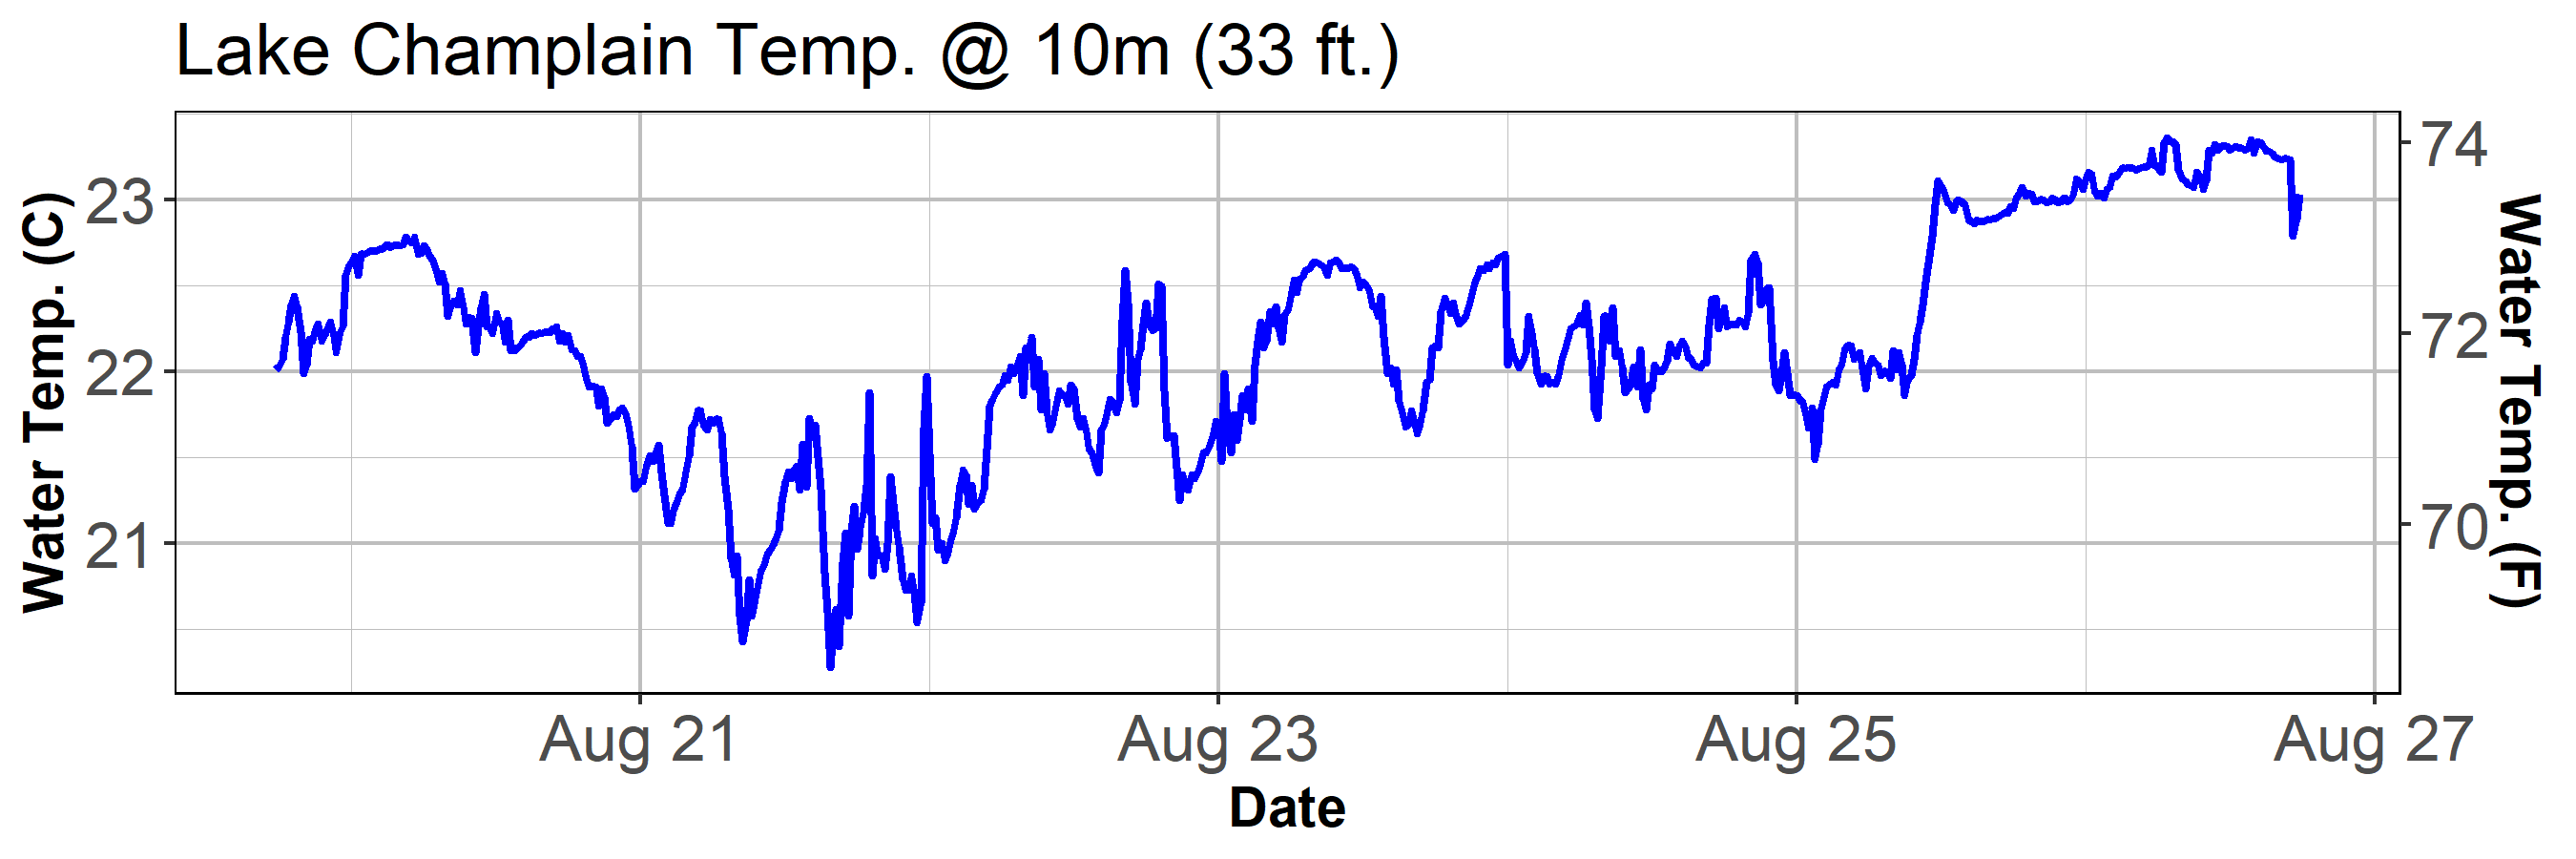 Lake Champlain Temp. @ 10m (33 ft.)
Water Temp. (C)
23
22
21
74
72
70
Water Temp. (F)
Aug 21
Aug 23
Aug 25
Aug 27
Date